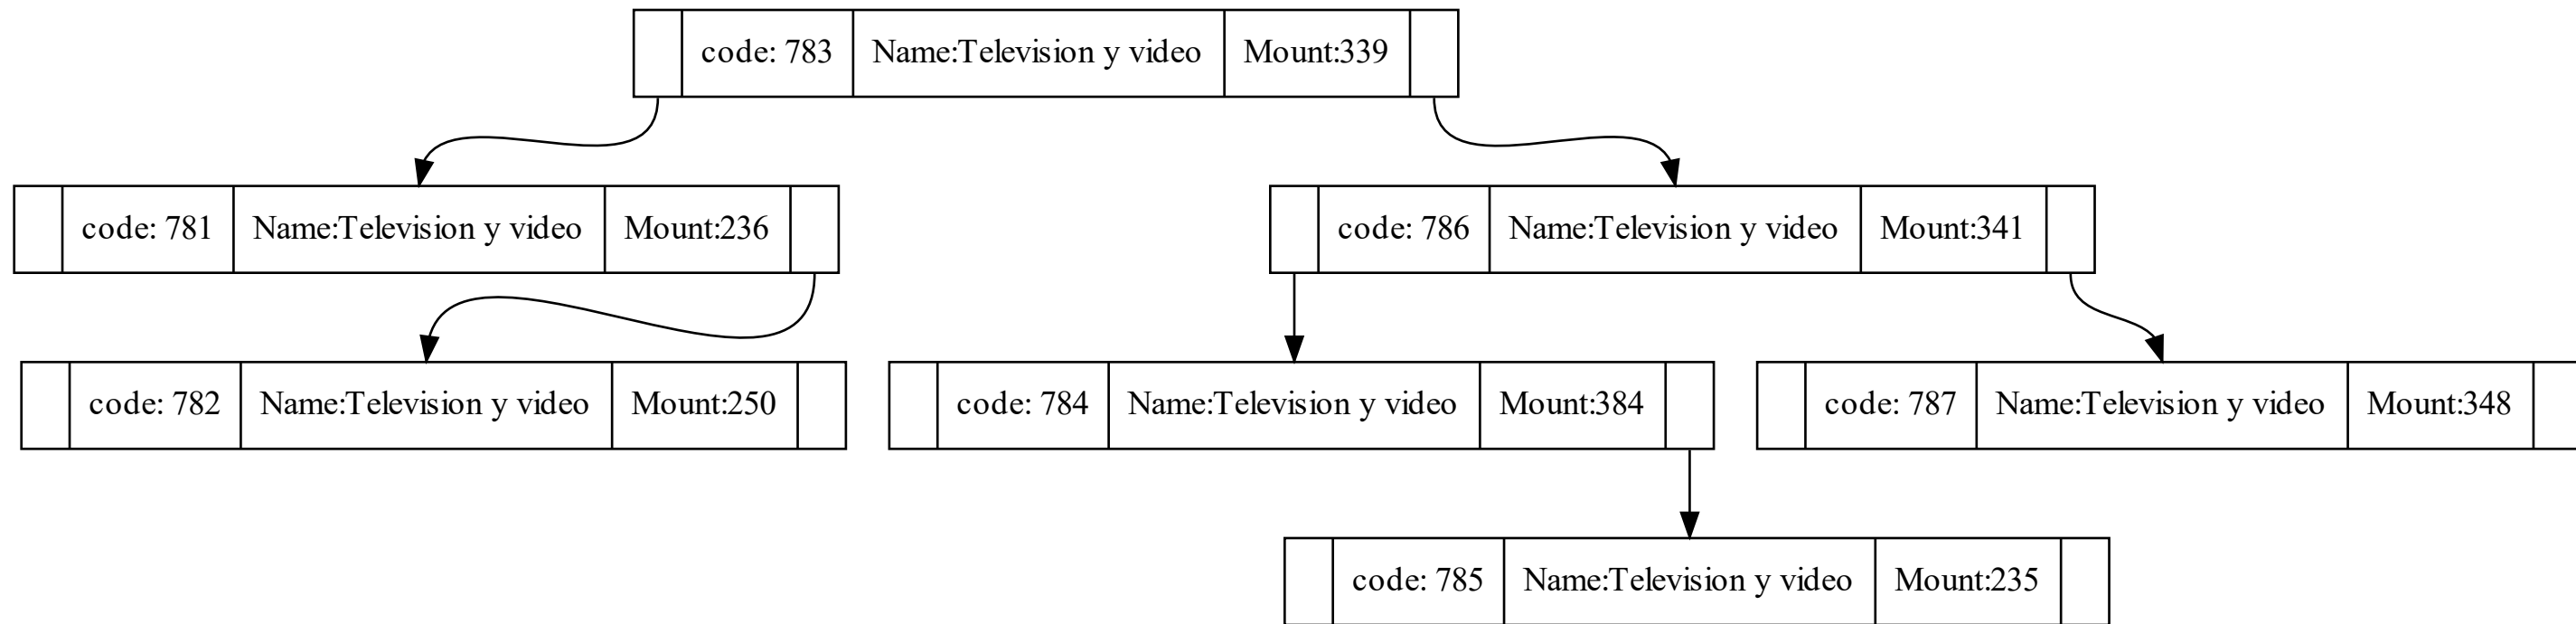 code: 783 Name:Television y video Mount:339
code: 781 Name:Television y video Mount:236
code: 786 Name:Television y video Mount:341
code: 782 Name:Television y video Mount:250
code: 784 Name:Television y video Mount:384
code: 787 Name:Television y video Mount:348
code: 785 Name:Television y video Mount:235